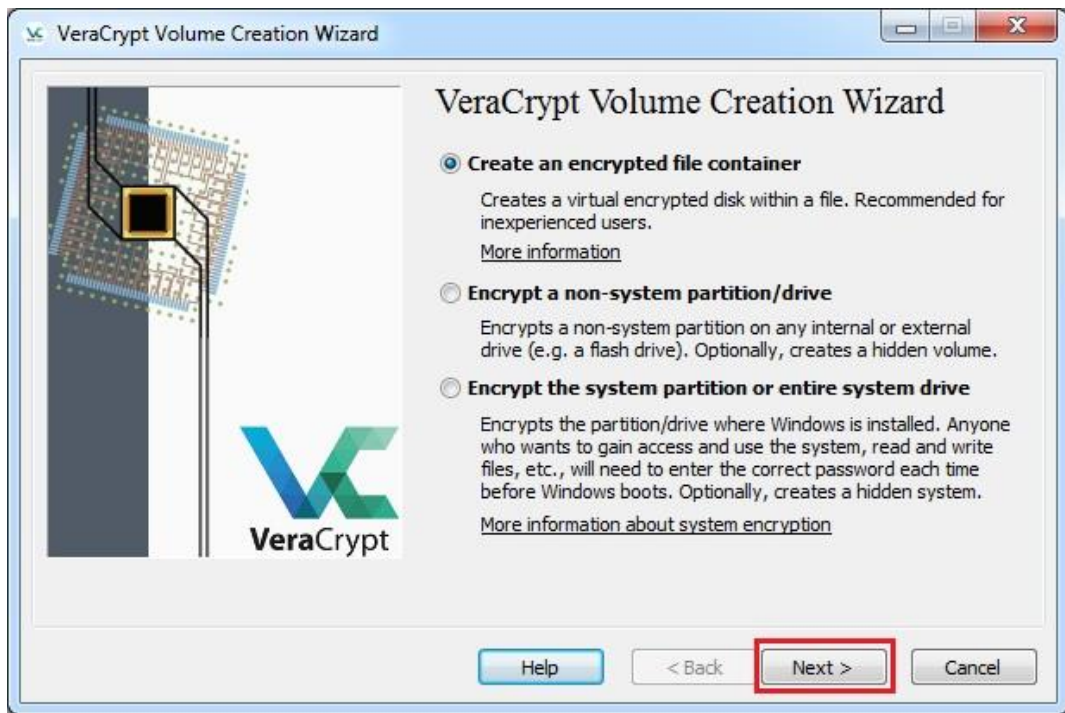 VeraCrypt Volume Creation Wizard
VeraCrypt Volume Creation Wizard
Create an encrypted file container
Creates a virtual encrypted disk within a file. Recommended for
inexperienced users.
More information
Encrypt a non-system partition/drive
Encrypts a non-system partition on any internal or external
drive (e.g. a flash drive). Optionally, creates a hidden volume.
Encrypt the system partition or entire system drive
Encrypts the partition/drive where Windows is installed. Anyone
who wants to gain access and use the system, read and write
files, etc., will need to enter the correct password each time
before Windows boots. Optionally, creates a hidden system.
More information about system encryption
VeraCrypt
Help
< Back
Next >
Cancel